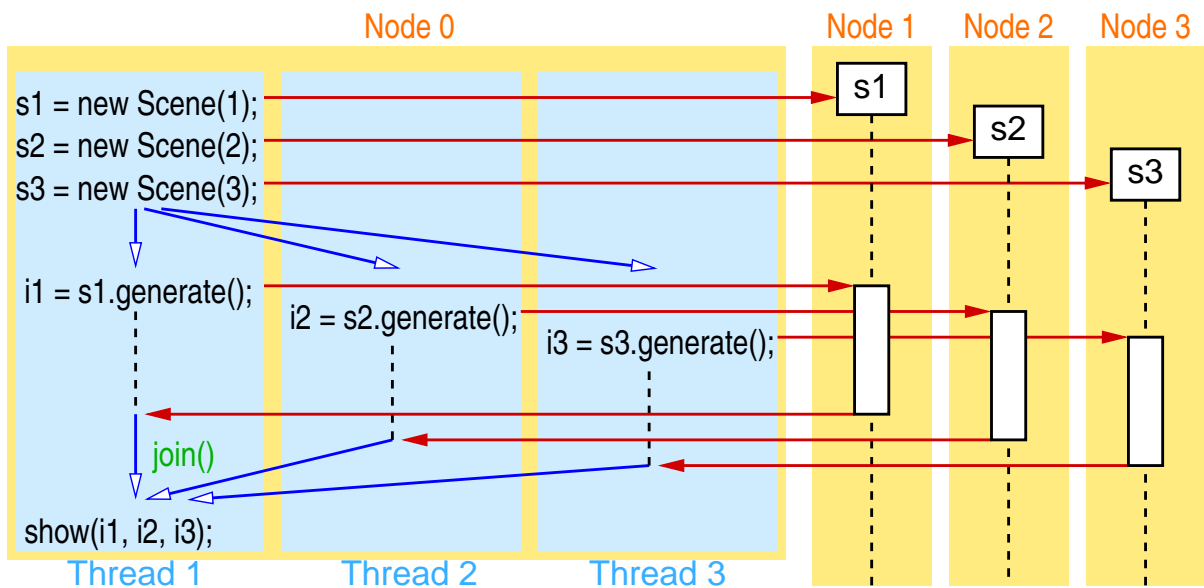 Node 0
Node 1
Node 2
Node 3
s1 = new Scene(1);
s1
s2 = new Scene(2);
s2
s3 = new Scene(3);
s3
i1 = s1.generate();
i2 = s2.generate();
i3 = s3.generate();
join()
show(i1, i2, i3);
Thread 1
Thread 2
Thread 3